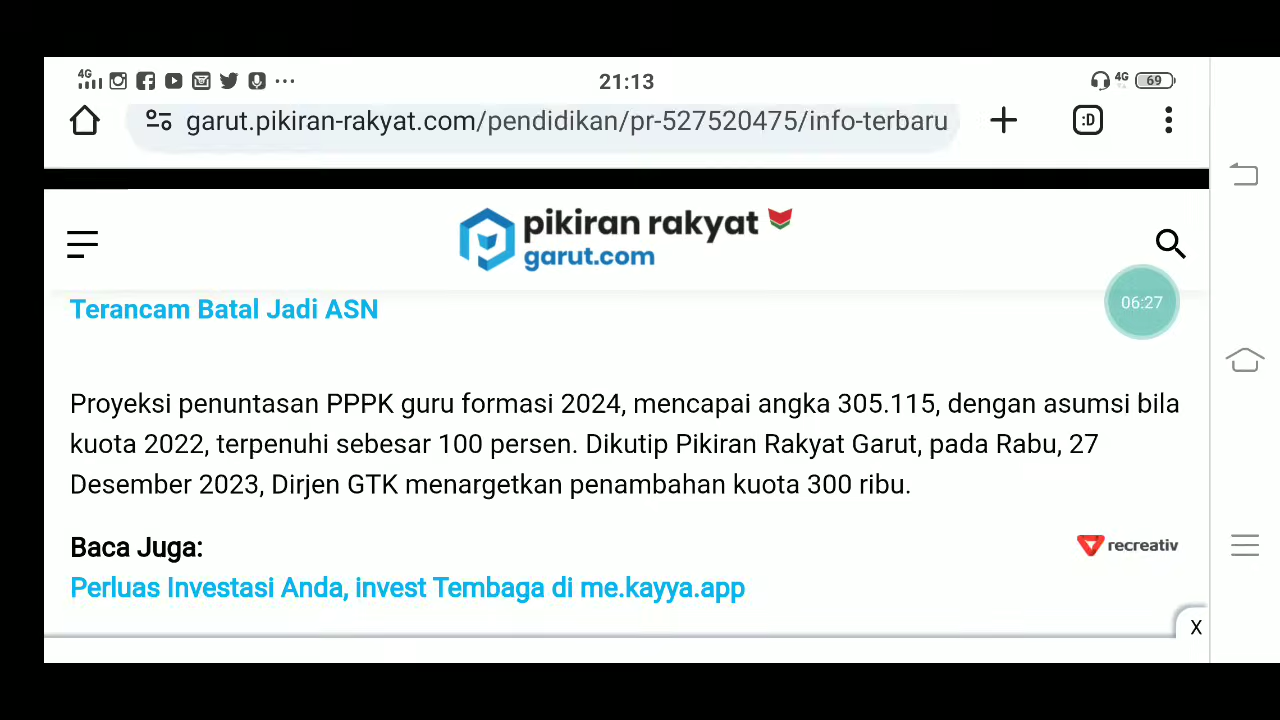 4G 21:13 4G 69
garut.pikiran-rakyat.com/pendidikan/pr-527520475/info-terbaru :D
pikiran rakyat
garut.com
Terancam Batal Jadi ASN
06:27
Proyeksi penuntasan PPPK guru formasi 2024, mencapai angka 305.115, dengan asumsi bila
kuota 2022, terpenuhi sebesar 100 persen. Dikutip Pikiran Rakyat Garut, pada Rabu, 27
Desember 2023, Dirjen GTK menargetkan penambahan kuota 300 ribu.
Baca Juga: recreativ
Perluas Investasi Anda, invest Tembaga di me.kayya.app
X